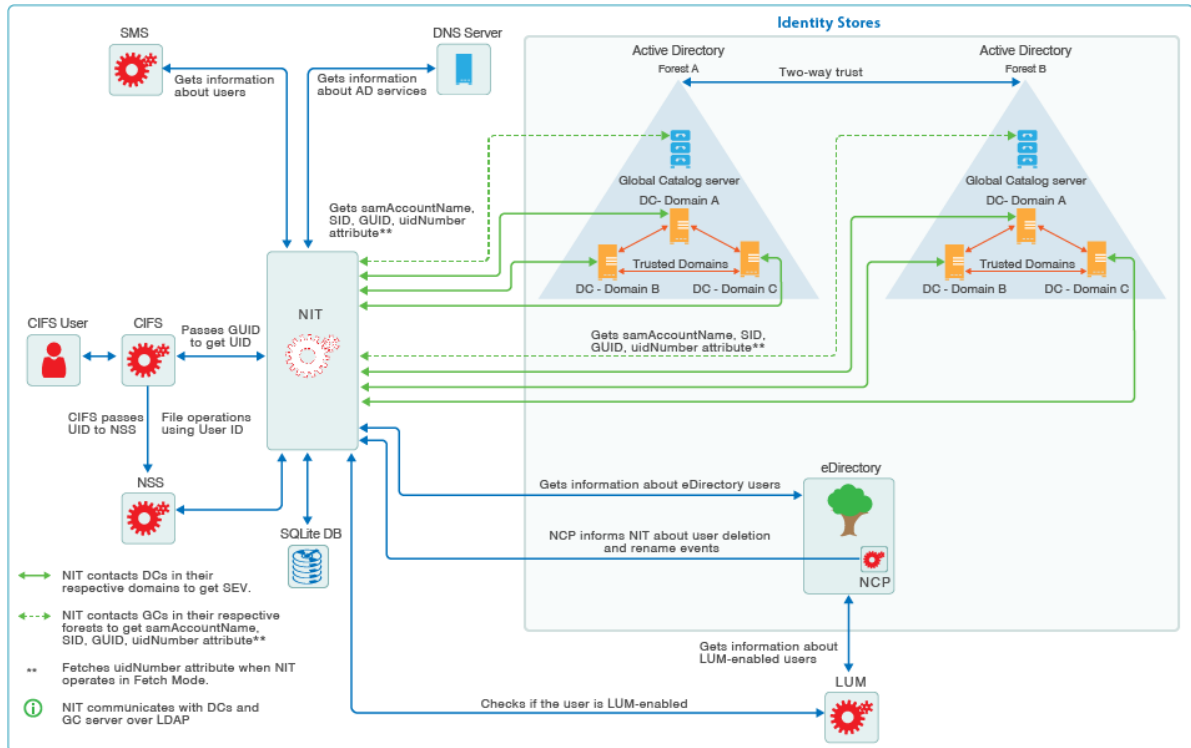 Identity Stores
SMS
DNS Server
Gets information
about users
Gets information
about AD services
Active Directory
Forest A
Two-way trust
Active Directory
Forest B
Global Catalog server
DC- Domain A
Trusted Domains
DC - Domain B
DC - Domain C
Global Catalog server
DC- Domain A
Trusted Domains
DC - Domain B
DC - Domain C
Gets samAccountName,
SID, GUID, uidNumber
attribute**
NIT
CIFS User
CIFS
Passes GUID
to get UID
Gets samAccountName, SID,
GUID, uidNumber attribute**
CIFS passes
UID to NSS
File operations
using User ID
NSS
SQLite DB
eDirectory
Gets information about eDirectory users
NCP informs NIT about user deletion
and rename events
NCP
Gets information about
LUM-enabled users
LUM
Checks if the user is LUM-enabled
NIT contacts DCs in their
respective domains to get SEV.
NIT contacts GCs in their respective
forests to get samAccountName,
SID, GUID, uidNumber attribute**
** Fetches uidNumber attribute when NIT
operates in Fetch Mode.
NIT communicates with DCs and
GC server over LDAP